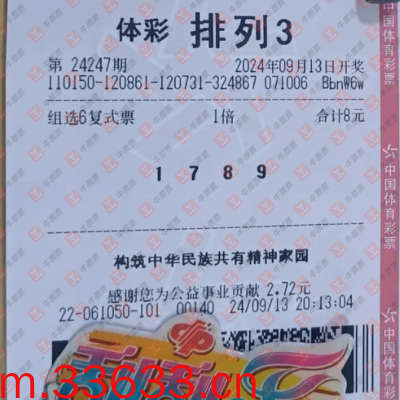 体彩 排列3
第 24247期 2024年09月13日开奖
110150-120861-120731-324867 071006 BbnW6w
组选6复式票 1倍 合计8元
1 7 8 9
构筑中华民族共有精神家园
感谢您为公益事业贡献 2.72元
22-061050-101 00140 24/09/13 20:13:04
m.33633.cn
中国体育彩票
中国体育彩票
中国体育彩票